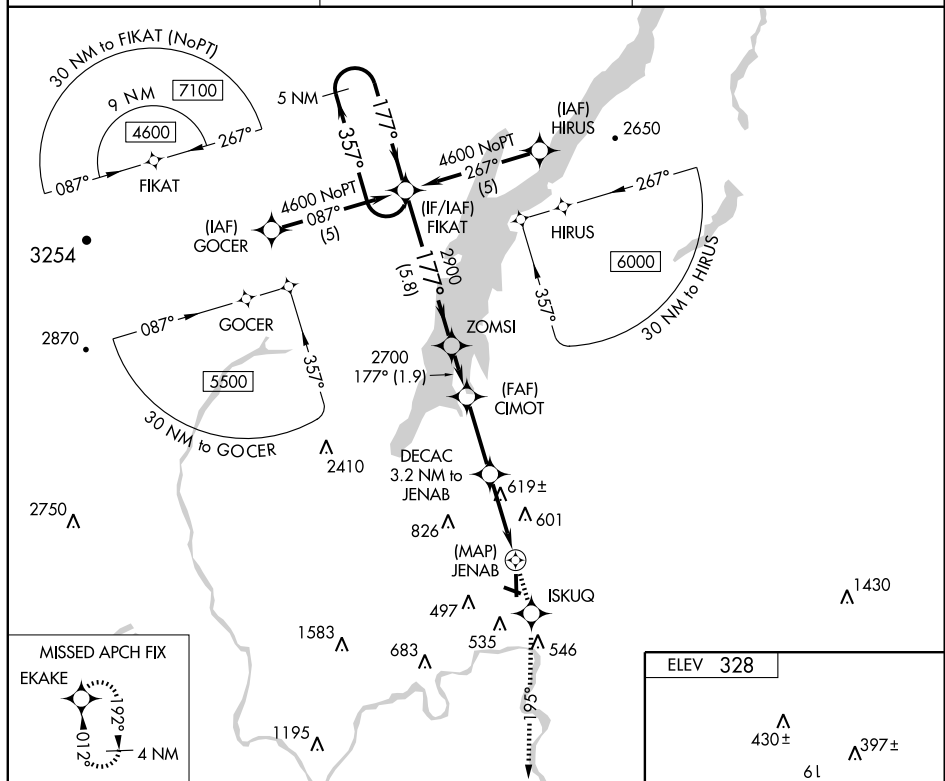 30 NM to FIKAT (NoPT)
9 NM
7100
4600
087°
267°
FIKAT
5 NM
177°
357°
(IAF)
HIRUS
2650
4600 NoPT
267°
(5)
4600 NoPT
087°
(5)
(IF/IAF)
FIKAT
(IAF)
GOCER
3254
2900
177°
(5.8)
267°
HIRUS
6000
357°
30 NM to HIRUS
087°
GOCER
357°
5500
30 NM to GOCER
2870
ZOMSI
2700
177° (1.9)
(FAF)
CIMOT
2410
DECAC
3.2 NM to
JENAB
619±
2750
826
601
(MAP)
JENAB
ISKUQ
497
535
546
1430
1583
683
1195
195°
MISSED APCH FIX
EKAKE
192°
012°
4 NM
ELEV 328
430±
397±
61